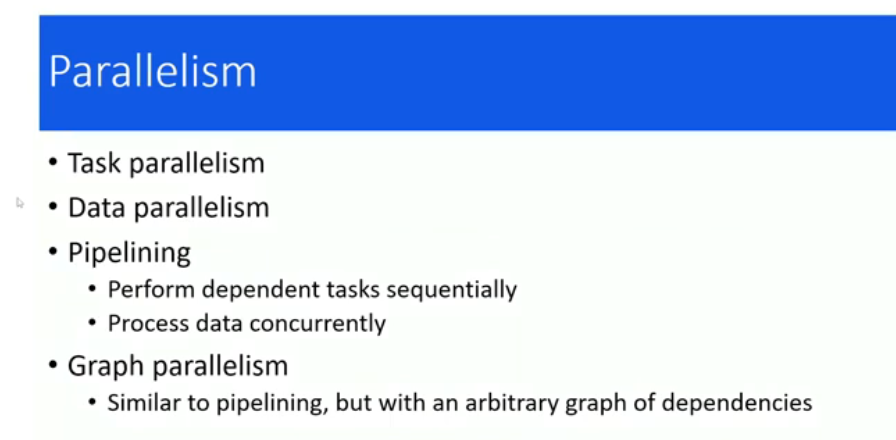 Parallelism
• Task parallelism
• Data parallelism
• Pipelining
• Perform dependent tasks sequentially
• Process data concurrently
• Graph parallelism
• Similar to pipelining, but with an arbitrary graph of dependencies